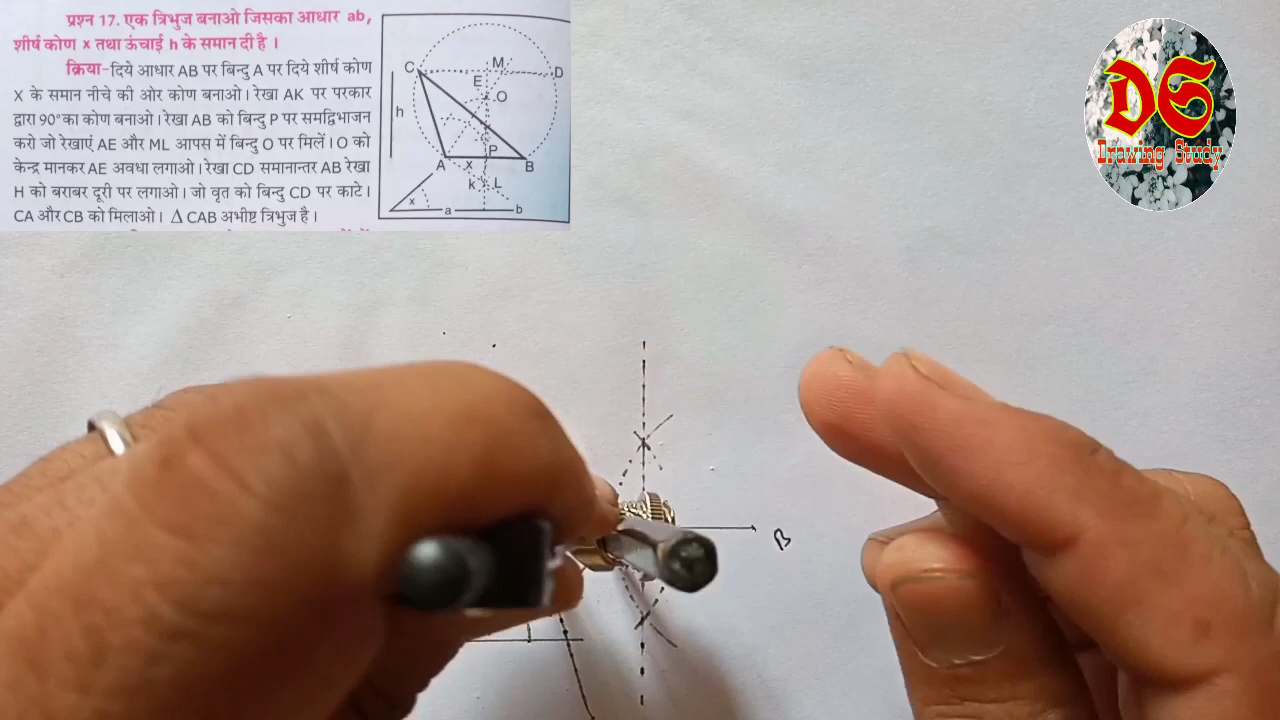 प्रश्न 17. एक त्रिभुज बनाओ जिसका आधार ab,
शीर्ष कोण x तथा ऊंचाई h के समान दी है ।
क्रिया-दिये आधार AB पर बिन्दु A पर दिये शीर्ष कोण
X के समान नीचे की ओर कोण बनाओ। रेखा AK पर परकार
द्वारा 90° का कोण बनाओ। रेखा AB को बिन्दु P पर समद्विभाजन
करो जो रेखाएं AE और ML आपस में बिन्दु O पर मिलें। O को
केन्द्र मानकर AE अवधा लगाओ। रेखा CD समानान्तर AB रेखा
H को बराबर दूरी पर लगाओ। जो वृत को बिन्दु CD पर काटे।
CA और CB को मिलाओ। Δ CAB अभीष्ट त्रिभुज है।
C
M
D
E
O
h
A
x
P
B
k
L
x
a
b
DS
Drawing Study
B